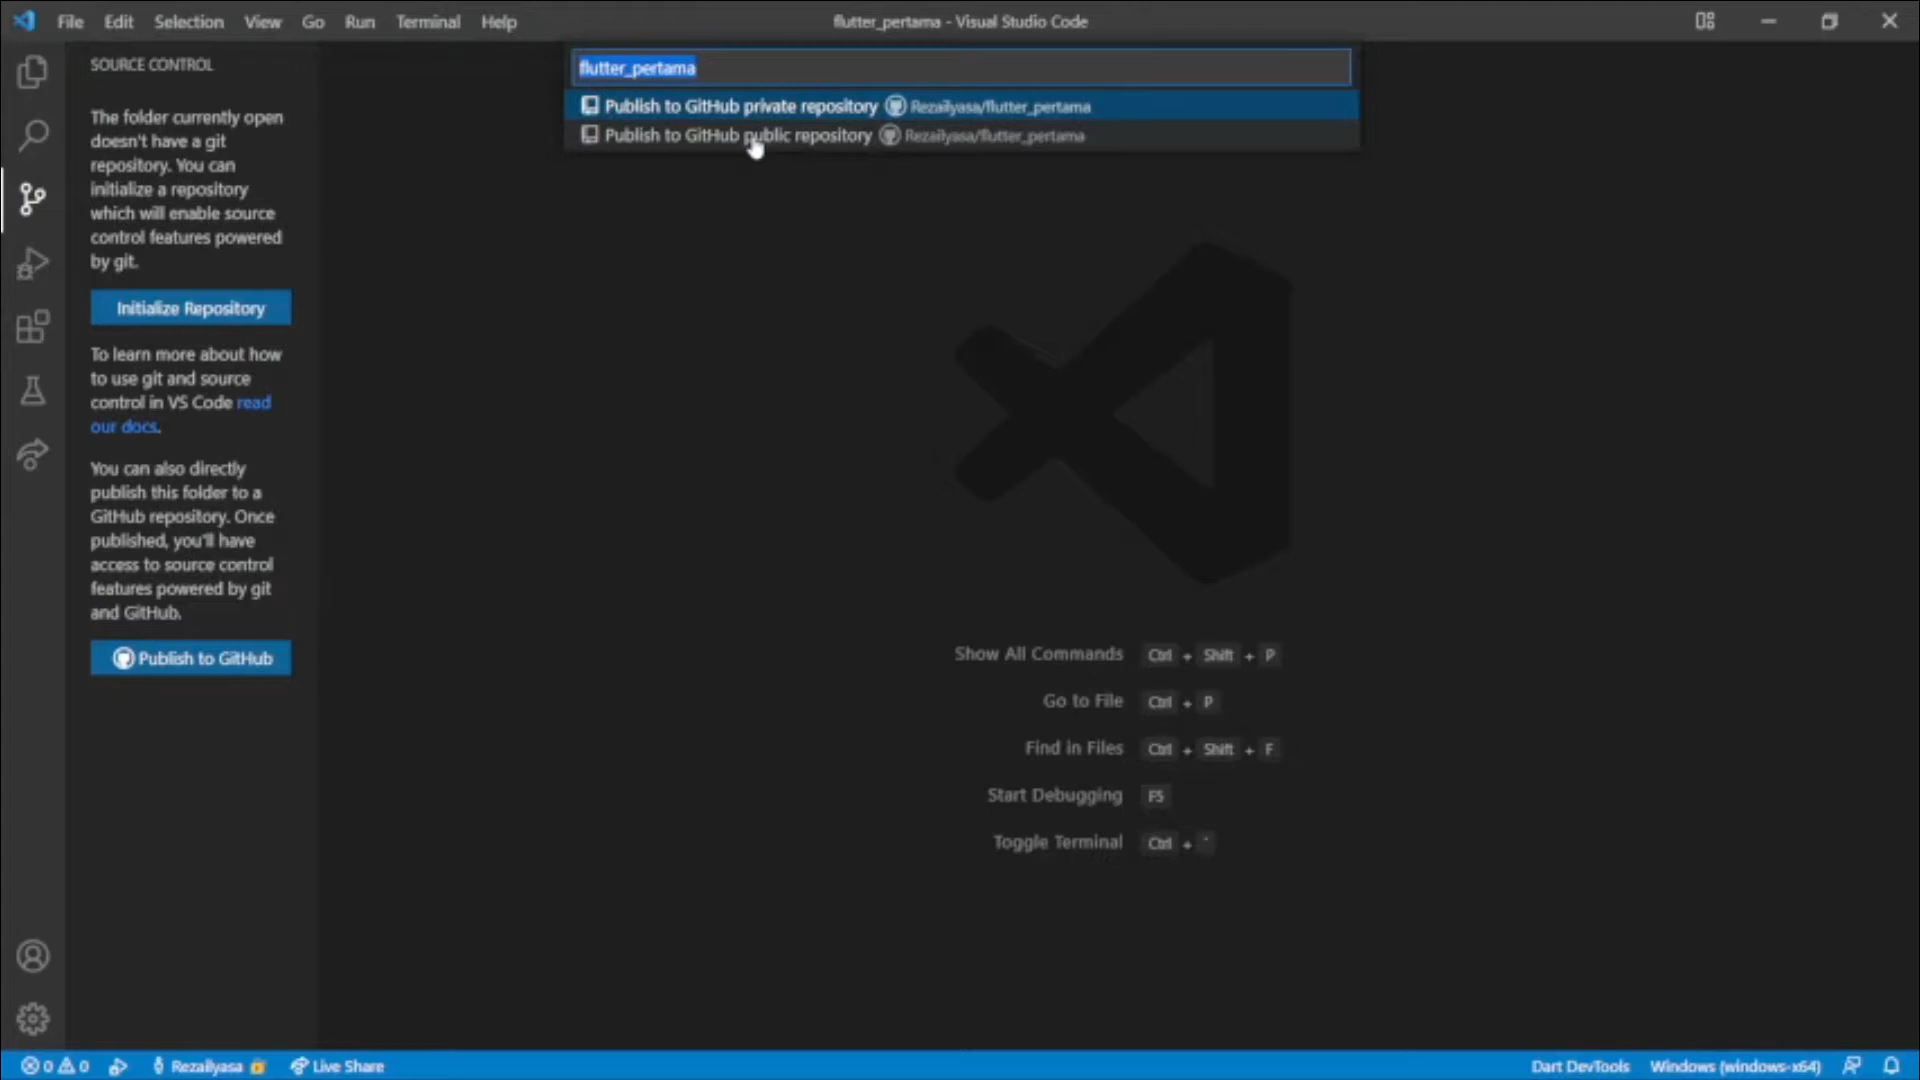 File Edit Selection View Go Run Terminal Help
flutter_pertama - Visual Studio Code
SOURCE CONTROL
flutter_pertama
Publish to GitHub private repository Rezailyasa/flutter_pertama
Publish to GitHub public repository Rezailyasa/flutter_pertama
The folder currently open
doesn't have a git
repository. You can
initialize a repository
which will enable source
control features powered
by git.
Initialize Repository
To learn more about how
to use git and source
control in VS Code read
our docs.
You can also directly
publish this folder to a
GitHub repository. Once
published, you'll have
access to source control
features powered by git
and GitHub.
Publish to GitHub
Show All Commands Ctrl + Shift + P
Go to File Ctrl + P
Find in Files Ctrl + Shift + F
Start Debugging F5
Toggle Terminal Ctrl + `
0 0 Rezailyasa Live Share Dart DevTools Windows (windows-x64)